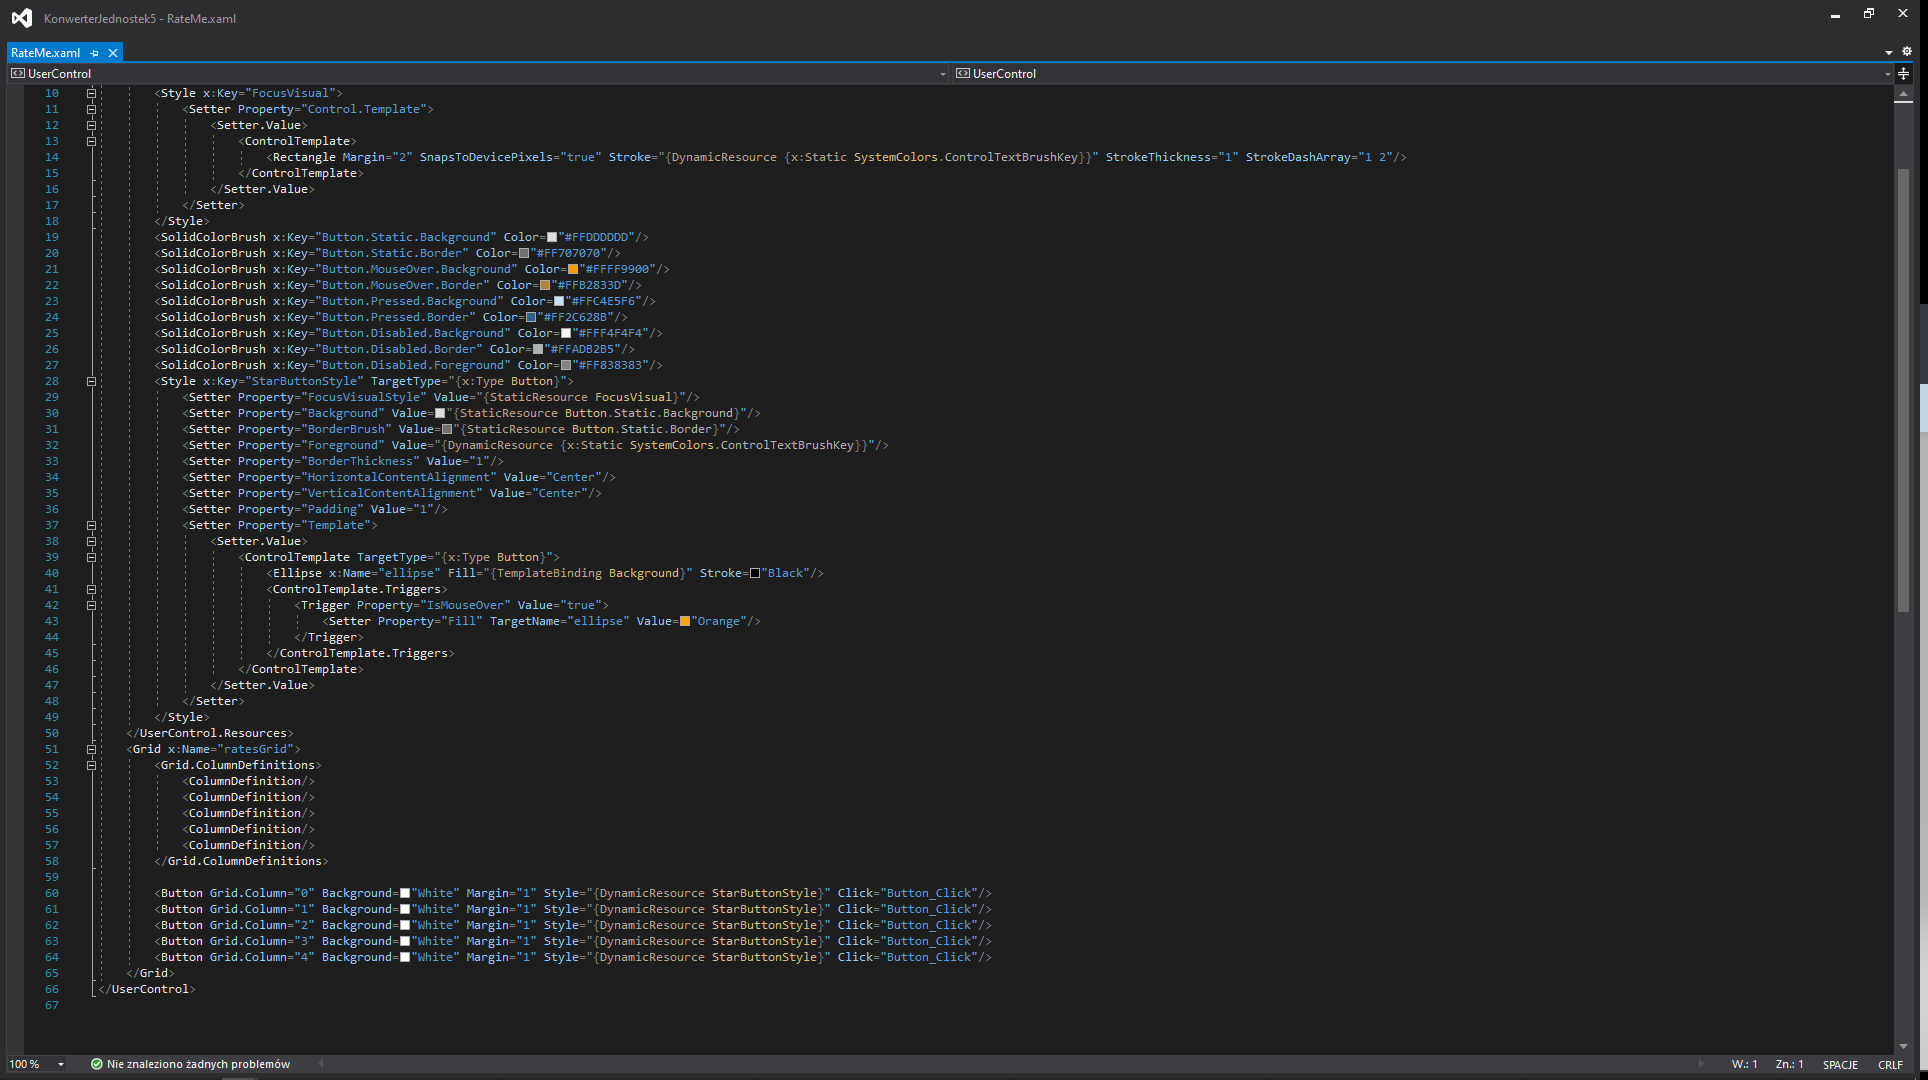 KonwerterJednostek5 - RateMe.xaml
RateMe.xaml
UserControl
UserControl
10 <Style x:Key="FocusVisual">
11 <Setter Property="Control.Template">
12 <Setter.Value>
13 <ControlTemplate>
14 <Rectangle Margin="2" SnapsToDevicePixels="true" Stroke="{DynamicResource {x:Static SystemColors.ControlTextBrushKey}}" StrokeThickness="1" StrokeDashArray="1 2"/>
15 </ControlTemplate>
16 </Setter.Value>
17 </Setter>
18 </Style>
19 <SolidColorBrush x:Key="Button.Static.Background" Color="#FFDDDDDD"/>
20 <SolidColorBrush x:Key="Button.Static.Border" Color="#FF707070"/>
21 <SolidColorBrush x:Key="Button.MouseOver.Background" Color="#FFFF9900"/>
22 <SolidColorBrush x:Key="Button.MouseOver.Border" Color="#FFB2833D"/>
23 <SolidColorBrush x:Key="Button.Pressed.Background" Color="#FFC4E5F6"/>
24 <SolidColorBrush x:Key="Button.Pressed.Border" Color="#FF2C628B"/>
25 <SolidColorBrush x:Key="Button.Disabled.Background" Color="#FFF4F4F4"/>
26 <SolidColorBrush x:Key="Button.Disabled.Border" Color="#FFADB2B5"/>
27 <SolidColorBrush x:Key="Button.Disabled.Foreground" Color="#FF838383"/>
28 <Style x:Key="StarButtonStyle" TargetType="{x:Type Button}">
29 <Setter Property="FocusVisualStyle" Value="{StaticResource FocusVisual}"/>
30 <Setter Property="Background" Value="{StaticResource Button.Static.Background}"/>
31 <Setter Property="BorderBrush" Value="{StaticResource Button.Static.Border}"/>
32 <Setter Property="Foreground" Value="{DynamicResource {x:Static SystemColors.ControlTextBrushKey}}"/>
33 <Setter Property="BorderThickness" Value="1"/>
34 <Setter Property="HorizontalContentAlignment" Value="Center"/>
35 <Setter Property="VerticalContentAlignment" Value="Center"/>
36 <Setter Property="Padding" Value="1"/>
37 <Setter Property="Template">
38 <Setter.Value>
39 <ControlTemplate TargetType="{x:Type Button}">
40 <Ellipse x:Name="ellipse" Fill="{TemplateBinding Background}" Stroke="Black"/>
41 <ControlTemplate.Triggers>
42 <Trigger Property="IsMouseOver" Value="true">
43 <Setter Property="Fill" TargetName="ellipse" Value="Orange"/>
44 </Trigger>
45 </ControlTemplate.Triggers>
46 </ControlTemplate>
47 </Setter.Value>
48 </Setter>
49 </Style>
50 </UserControl.Resources>
51 <Grid x:Name="ratesGrid">
52 <Grid.ColumnDefinitions>
53 <ColumnDefinition/>
54 <ColumnDefinition/>
55 <ColumnDefinition/>
56 <ColumnDefinition/>
57 <ColumnDefinition/>
58 </Grid.ColumnDefinitions>
59
60 <Button Grid.Column="0" Background="White" Margin="1" Style="{DynamicResource StarButtonStyle}" Click="Button_Click"/>
61 <Button Grid.Column="1" Background="White" Margin="1" Style="{DynamicResource StarButtonStyle}" Click="Button_Click"/>
62 <Button Grid.Column="2" Background="White" Margin="1" Style="{DynamicResource StarButtonStyle}" Click="Button_Click"/>
63 <Button Grid.Column="3" Background="White" Margin="1" Style="{DynamicResource StarButtonStyle}" Click="Button_Click"/>
64 <Button Grid.Column="4" Background="White" Margin="1" Style="{DynamicResource StarButtonStyle}" Click="Button_Click"/>
65 </Grid>
66 </UserControl>
67
100 % Nie znaleziono żadnych problemów W.: 1 Zn.: 1 SPACJE CRLF